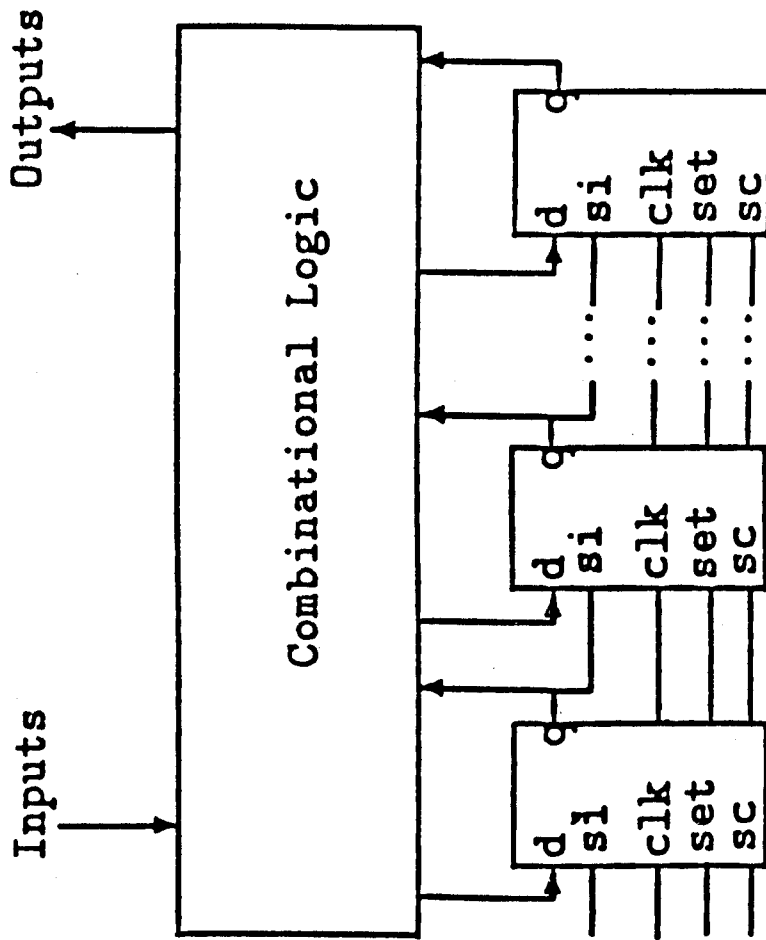 Inputs
Outputs
Combinational Logic
d
q
si
clk
set
sc
d
q
si
...
clk
...
set
...
sc
...
d
q
si
clk
set
sc